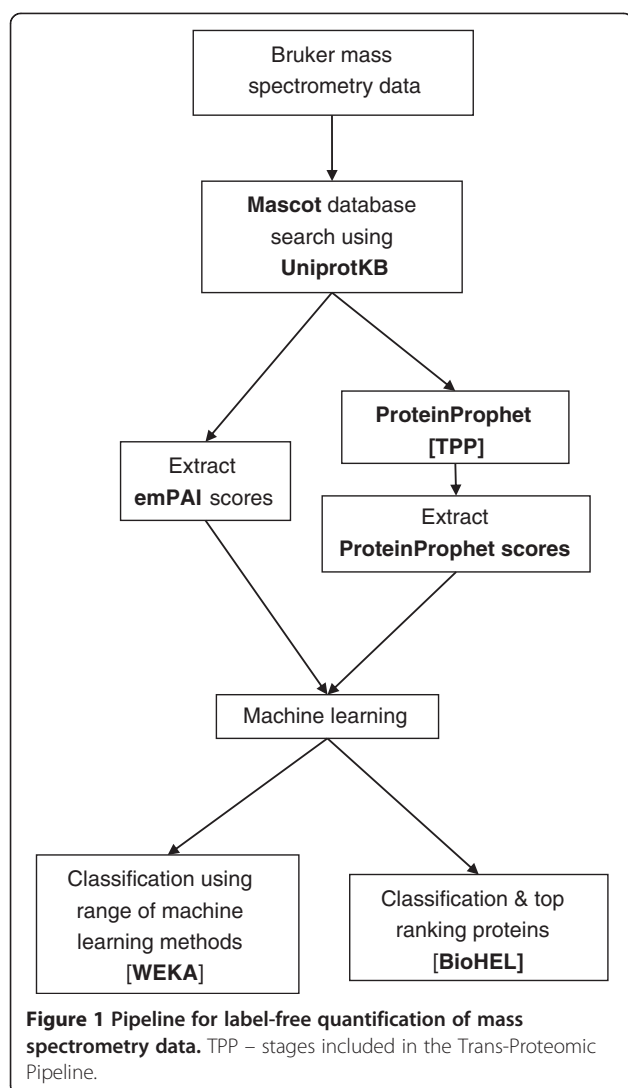 Bruker mass
spectrometry data
Mascot database
search using
UniprotKB
ProteinProphet
[TPP]
Extract
emPAI scores
Extract
ProteinProphet scores
Machine learning
Classification using
range of machine
learning methods
[WEKA]
Classification & top
ranking proteins
[BioHEL]
Figure 1 Pipeline for label-free quantification of mass
spectrometry data. TPP – stages included in the Trans-Proteomic
Pipeline.